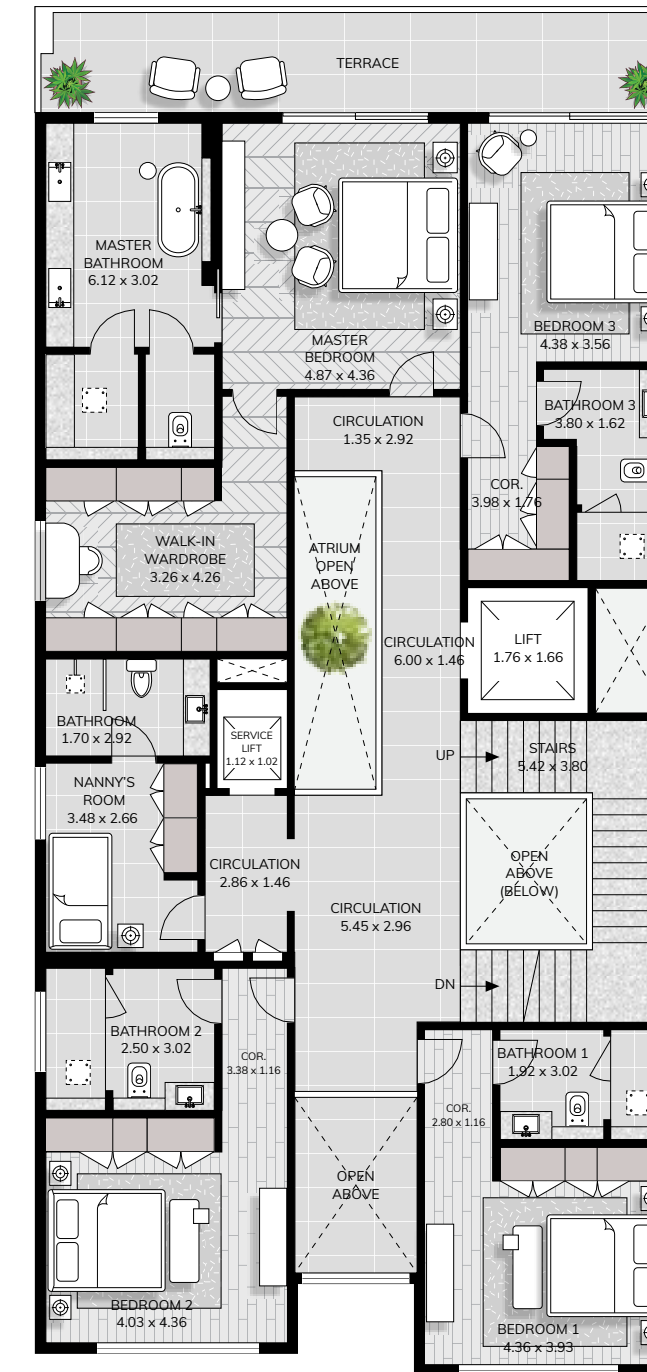 TERRACE
MASTER
BATHROOM
6.12 x 3.02
MASTER
BEDROOM
4.87 x 4.36
BEDROOM 3
4.38 x 3.56
BATHROOM 3
3.80 x 1.62
CIRCULATION
1.35 x 2.92
COR.
3.98 x 1.76
WALK-IN
WARDROBE
3.26 x 4.26
ATRIUM
OPEN
ABOVE
CIRCULATION
6.00 x 1.46
LIFT
1.76 x 1.66
BATHROOM
1.70 x 2.92
SERVICE
LIFT
1.12 x 1.02
UP
STAIRS
5.42 x 3.80
NANNY'S
ROOM
3.48 x 2.66
CIRCULATION
2.86 x 1.46
OPEN
ABOVE
(BELOW)
CIRCULATION
5.45 x 2.96
DN
BATHROOM 2
2.50 x 3.02
COR.
3.38 x 1.16
BATHROOM 1
1.92 x 3.02
COR.
2.80 x 1.16
OPEN
ABOVE
BEDROOM 2
4.03 x 4.36
BEDROOM 1
4.36 x 3.93